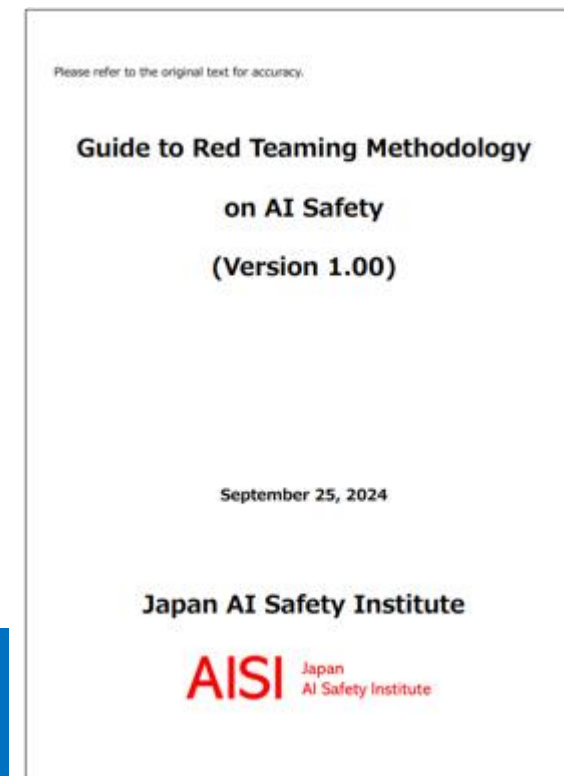 Please refer to the original text for accuracy.
Guide to Red Teaming Methodology
on AI Safety
(Version 1.00)
September 25, 2024
Japan AI Safety Institute
AISI
Japan
AI Safety Institute